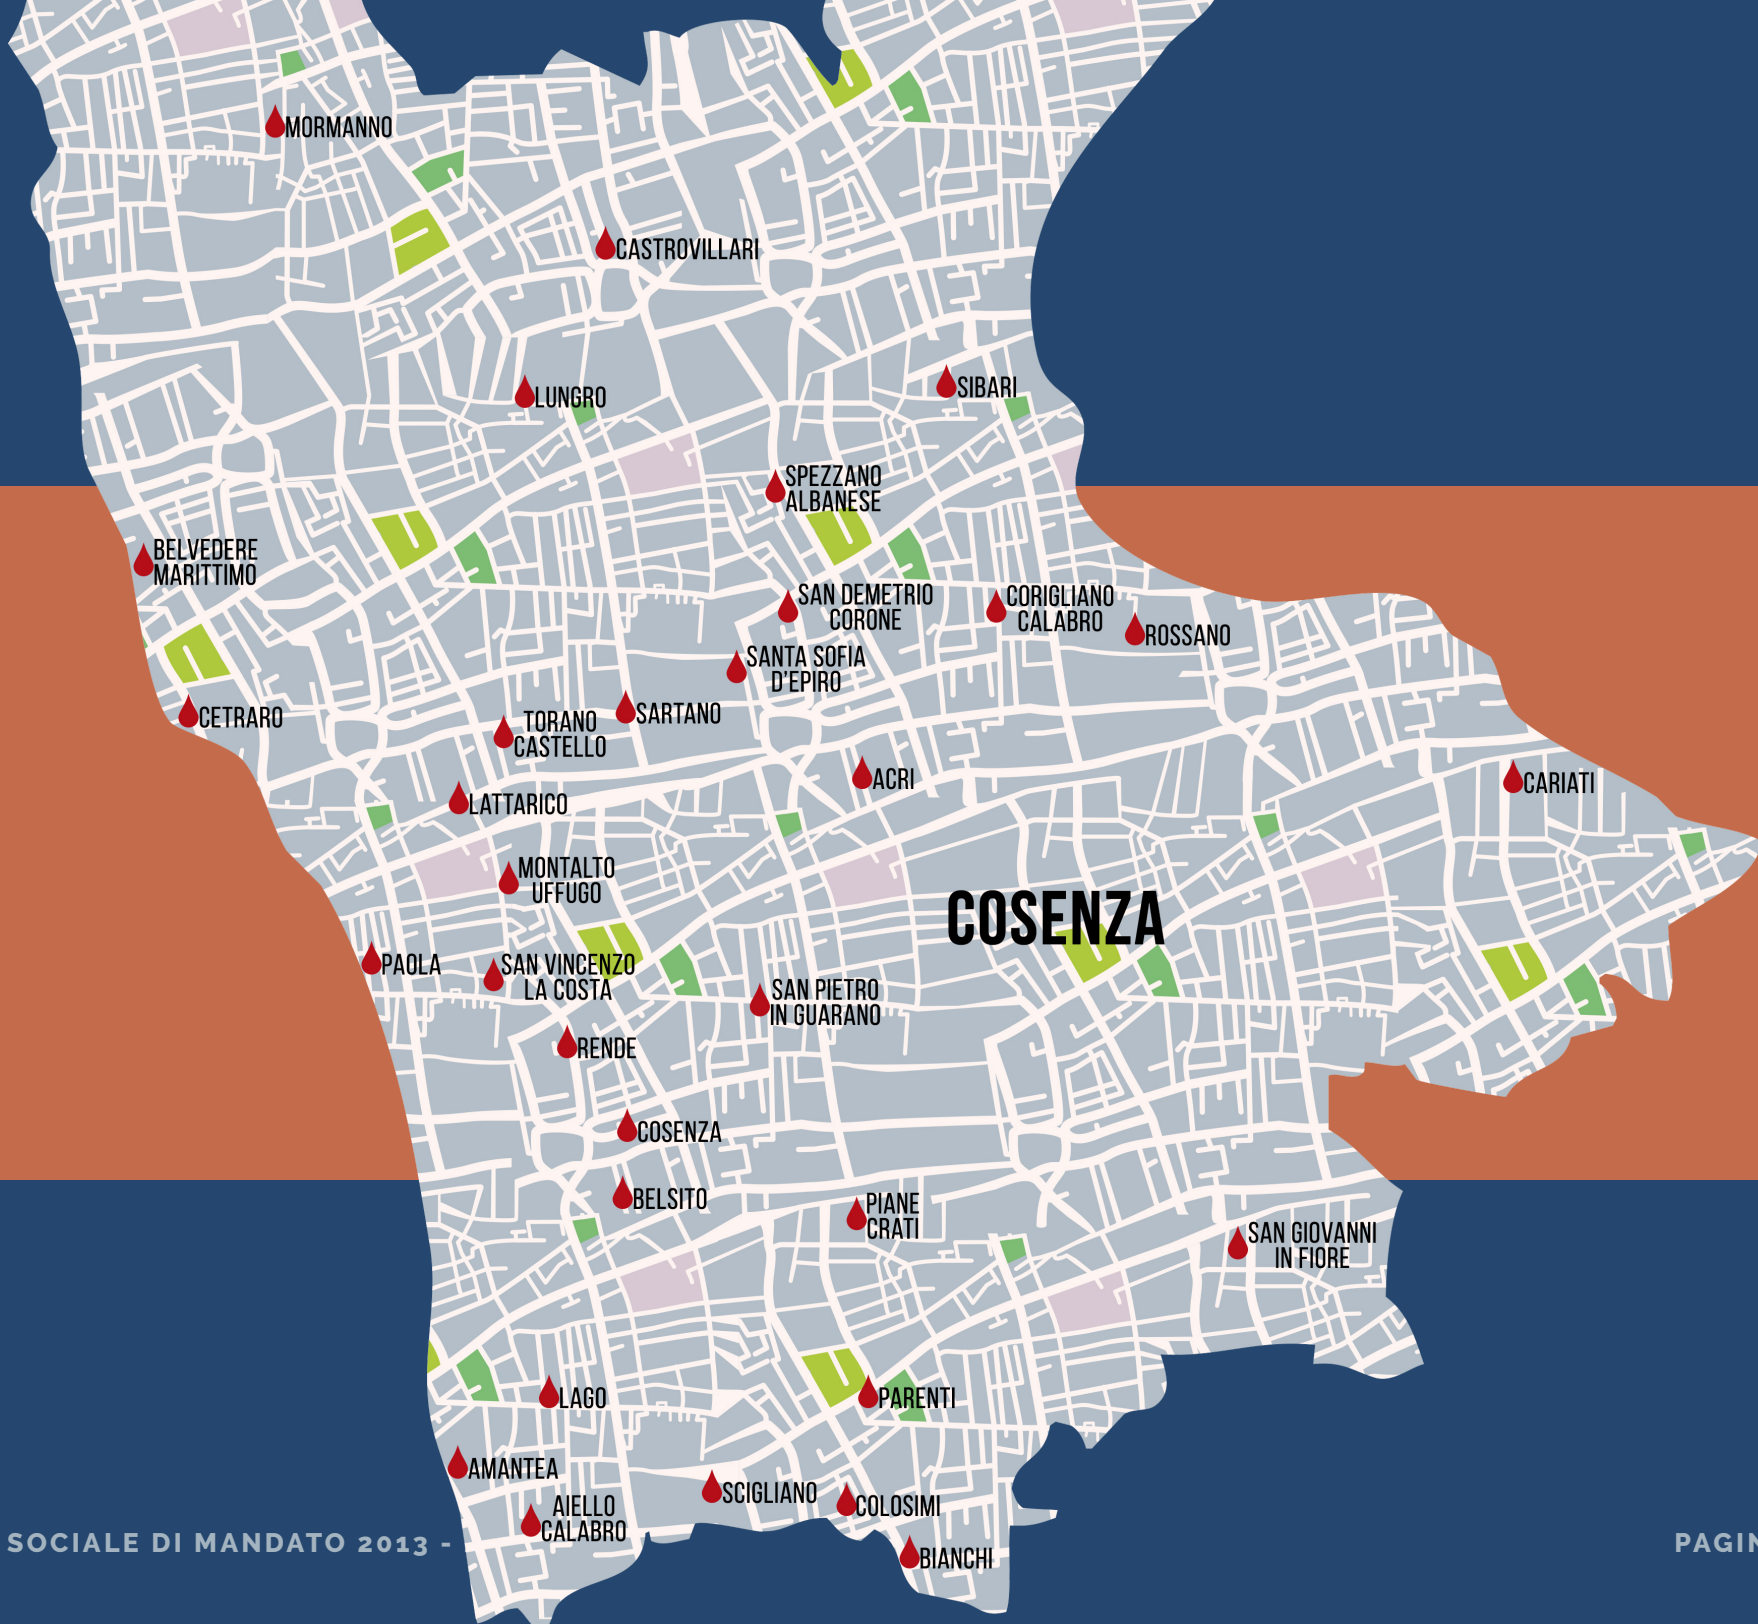 MORMANNO
CASTROVILLARI
SIBARI
LUNGRO
SPEZZANO
ALBANESE
BELVEDERE
MARITTIMO
SAN DEMETRIO
CORONE
CORIGLIANO
CALABRO
ROSSANO
SANTA SOFIA
D'EPIRO
CETRARO
SARTANO
TORANO
CASTELLO
ACRI
CARIATI
LATTARICO
MONTALTO
UFFUGO
COSENZA
PAOLA
SAN VINCENZO
LA COSTA
SAN PIETRO
IN GUARANO
RENDE
COSENZA
BELSITO
PIANE
CRATI
SAN GIOVANNI
IN FIORE
LAGO
PARENTI
AMANTEA
SCIGLIANO
COLOSIMI
AIELLO
CALABRO
SOCIALE DI MANDATO 2013 -
PAGIN
BIANCHI